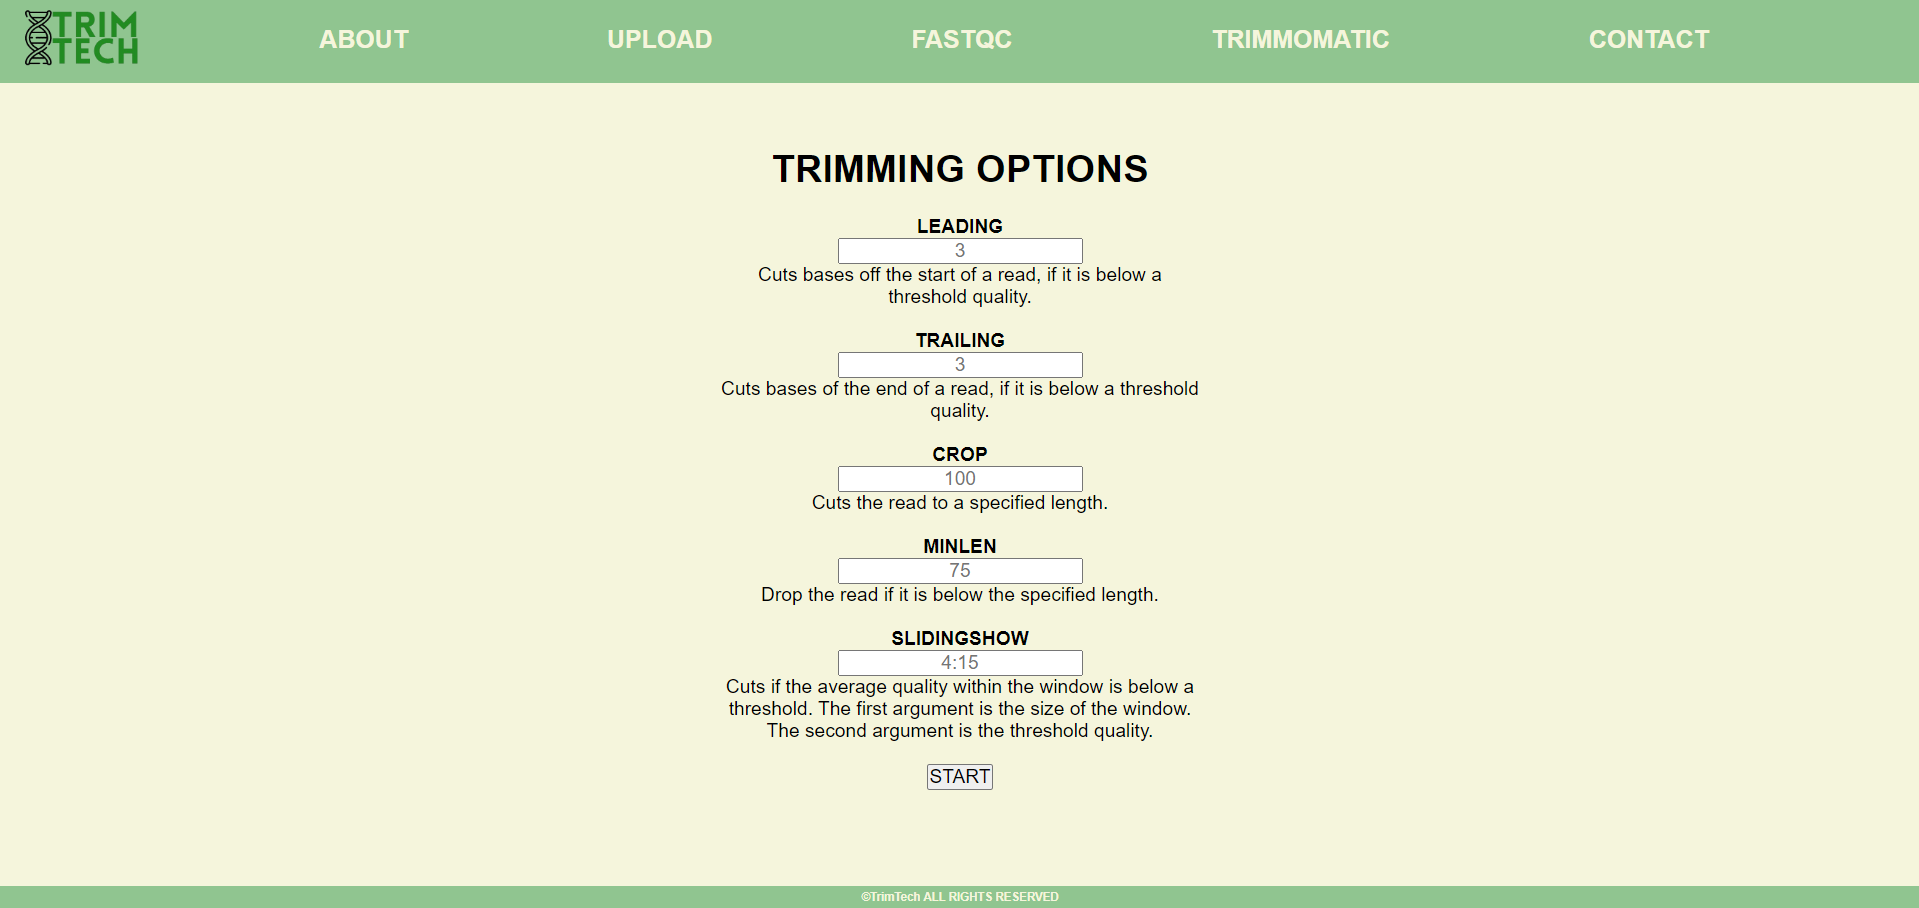 TRIM
TECH
ABOUT
UPLOAD
FASTQC
TRIMMOMATIC
CONTACT
TRIMMING OPTIONS
LEADING
3
Cuts bases off the start of a read, if it is below a
threshold quality.
TRAILING
3
Cuts bases of the end of a read, if it is below a threshold
quality.
CROP
100
Cuts the read to a specified length.
MINLEN
75
Drop the read if it is below the specified length.
SLIDINGSHOW
4:15
Cuts if the average quality within the window is below a
threshold. The first argument is the size of the window.
The second argument is the threshold quality.
START
©TrimTech ALL RIGHTS RESERVED